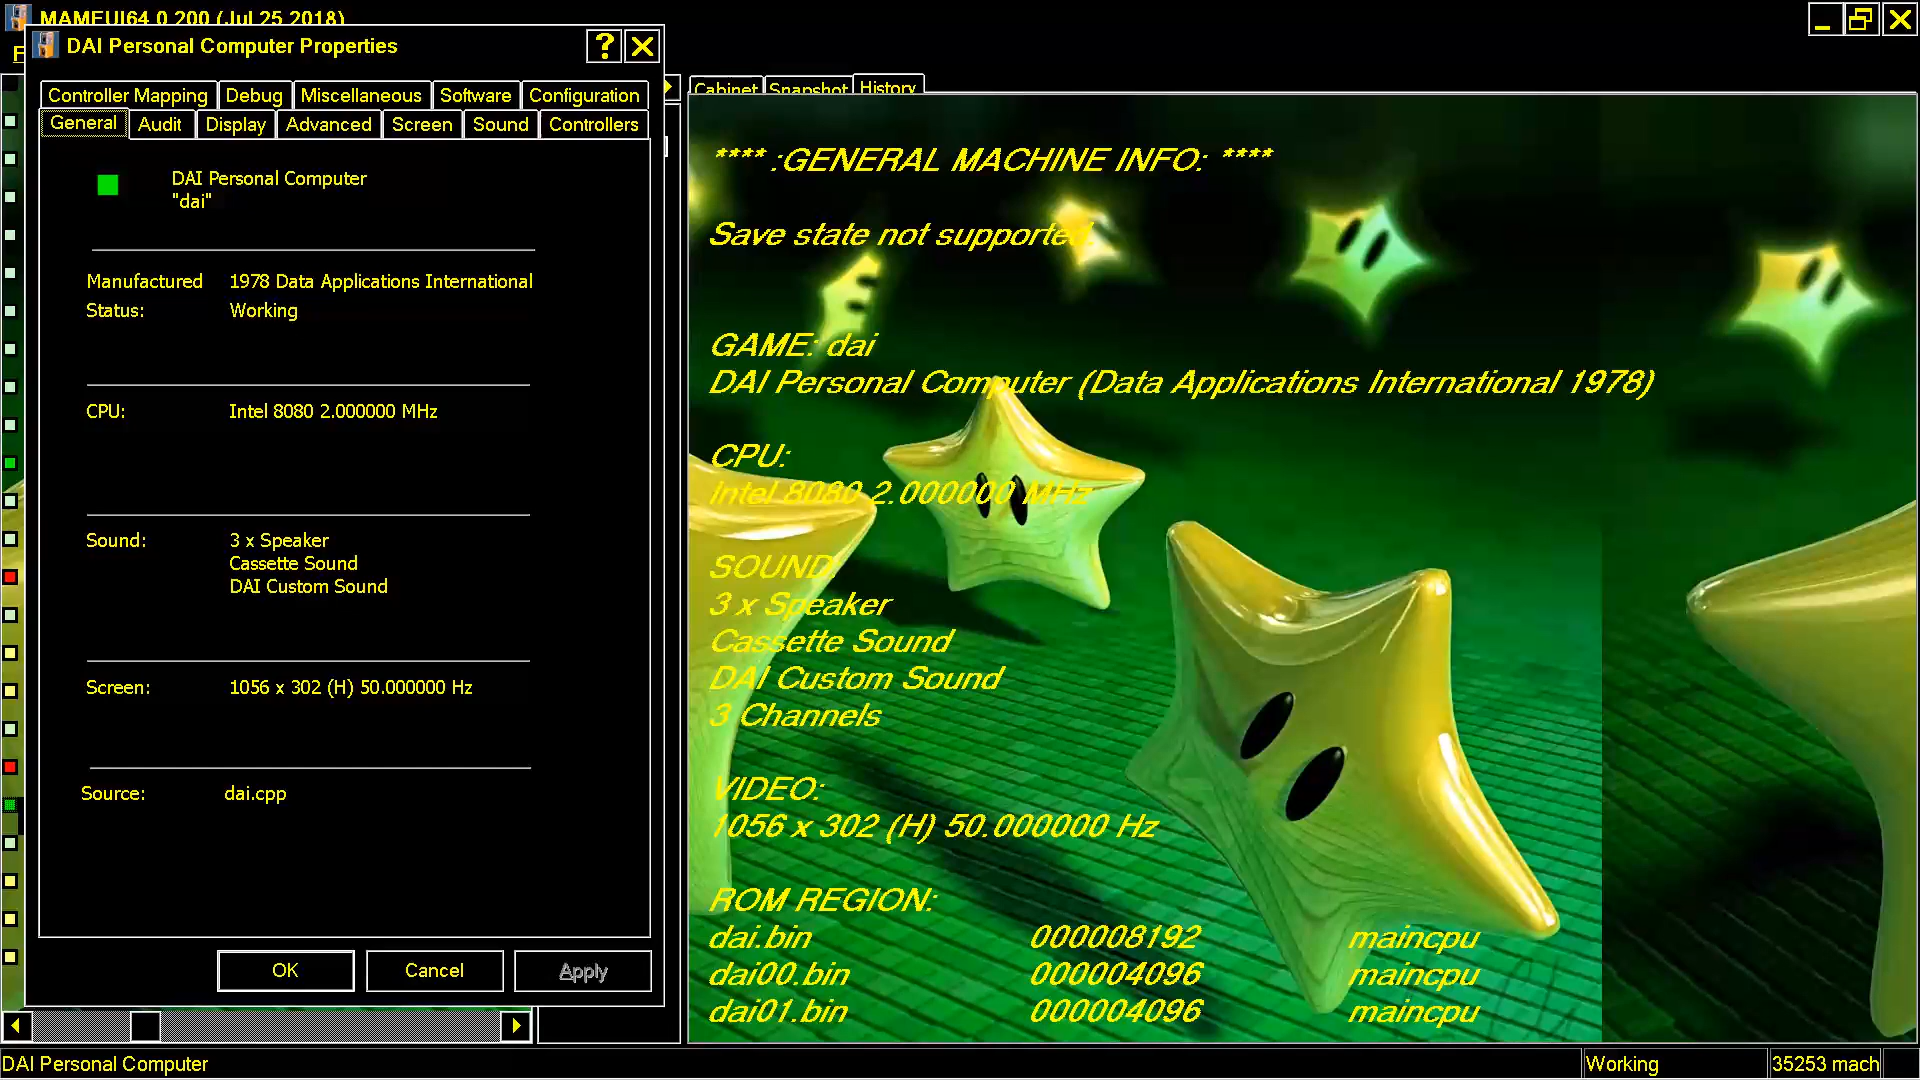 MAMEUI64 0.200 (Jul 25 2018)
DAI Personal Computer Properties
Controller Mapping Debug Miscellaneous Software Configuration
General Audit Display Advanced Screen Sound Controllers
DAI Personal Computer
"dai"
Manufactured 1978 Data Applications International
Status: Working
CPU: Intel 8080 2.000000 MHz
Sound: 3 x Speaker
Cassette Sound
DAI Custom Sound
Screen: 1056 x 302 (H) 50.000000 Hz
Source: dai.cpp
OK Cancel Apply
Cabinet Snapshot History
**** :GENERAL MACHINE INFO: ****
Save state not supported.
GAME: dai
DAI Personal Computer (Data Applications International 1978)
CPU:
Intel 8080 2.000000 MHz
SOUND:
3 x Speaker
Cassette Sound
DAI Custom Sound
3 Channels
VIDEO:
1056 x 302 (H) 50.000000 Hz
ROM REGION:
dai.bin 000008192 maincpu
dai00.bin 000004096 maincpu
dai01.bin 000004096 maincpu
DAI Personal Computer Working 35253 mach